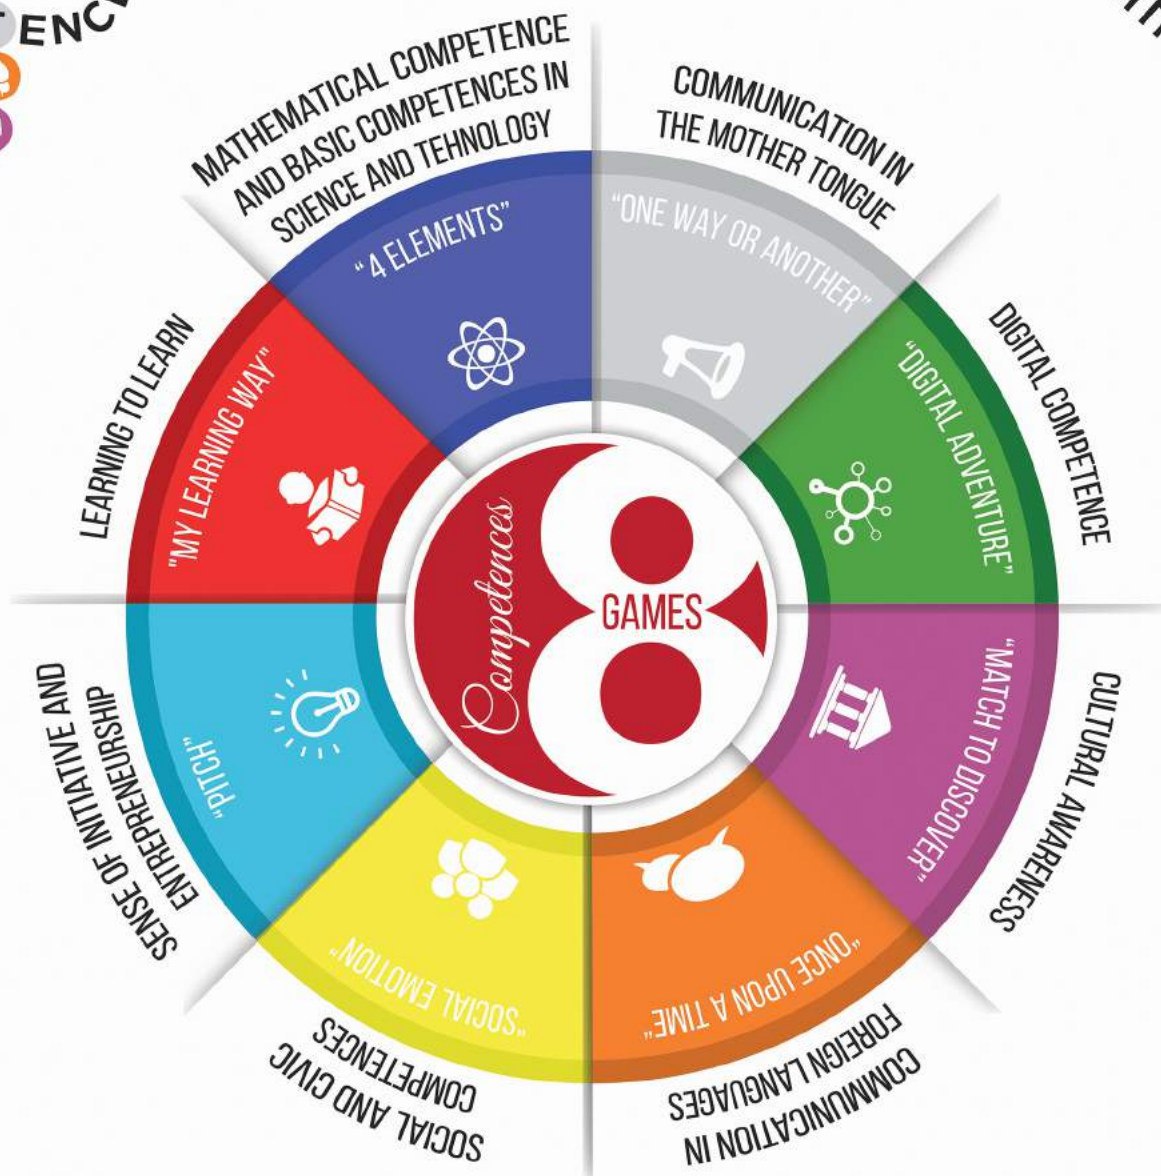 MATHEMATICAL COMPETENCE
AND BASIC COMPETENCES IN
SCIENCE AND TEHNOLOGY
"4 ELEMENTS"
COMMUNICATION IN
THE MOTHER TONGUE
"ONE WAY OR ANOTHER"
DIGITAL COMPETENCE
"DIGITAL ADVENTURE"
CULTURAL AWARENESS
"MATCH TO DISCOVER"
COMMUNICATION IN
FOREIGN LANGUAGES
"ONCE UPON A TIME"
SOCIAL AND CIVIC
COMPETENCES
"SOCIAL EMOTION"
SENSE OF INITIATIVE AND
ENTREPRENEURSHIP
"PITCH"
LEARNING TO LEARN
"MY LEARNING WAY"
Competences
8
GAMES